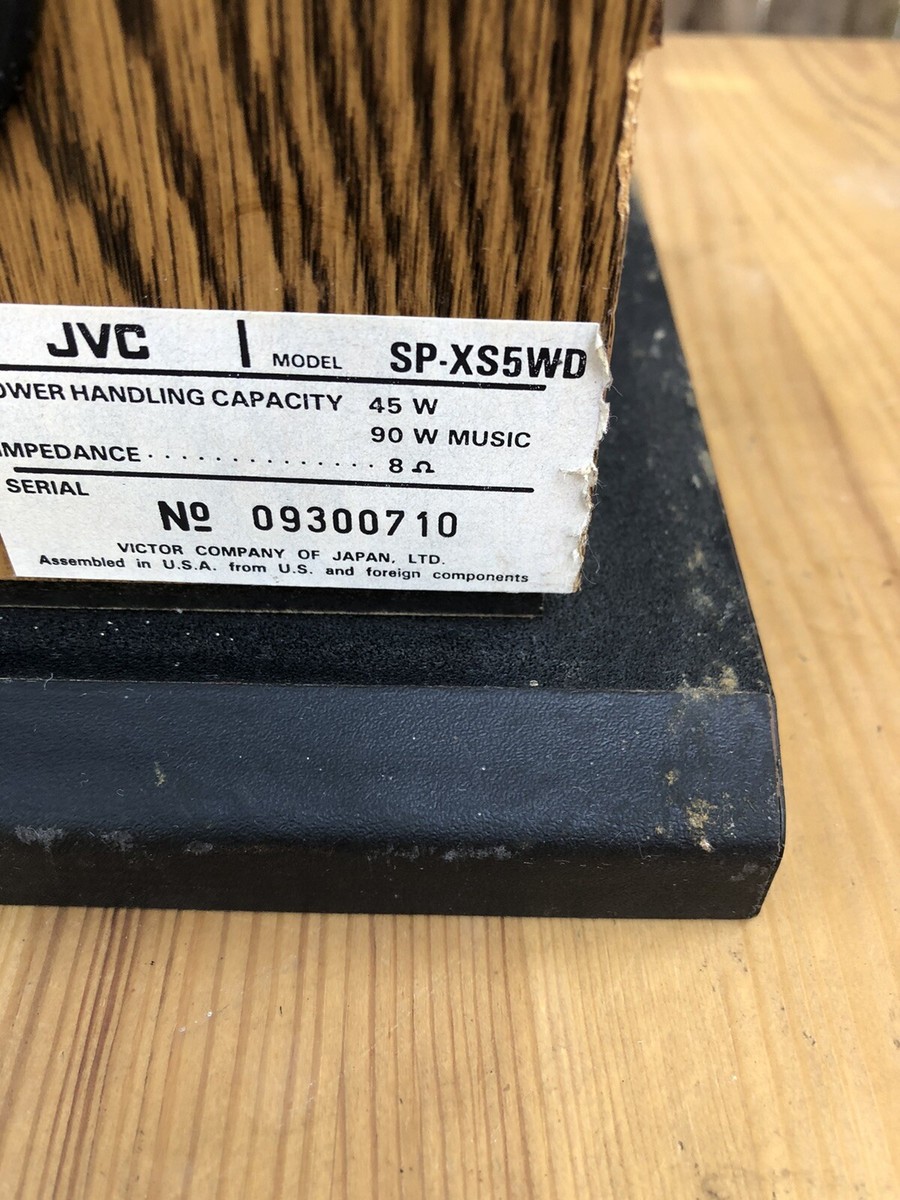 JVC | MODEL SP-XS5WD
OWER HANDLING CAPACITY 45 W
90 W MUSIC
IMPEDANCE . . . . . . . . . . . . . . . 8 Ω
SERIAL
Nº 09300710
VICTOR COMPANY OF JAPAN, LTD.
Assembled in U.S.A. from U.S. and foreign components